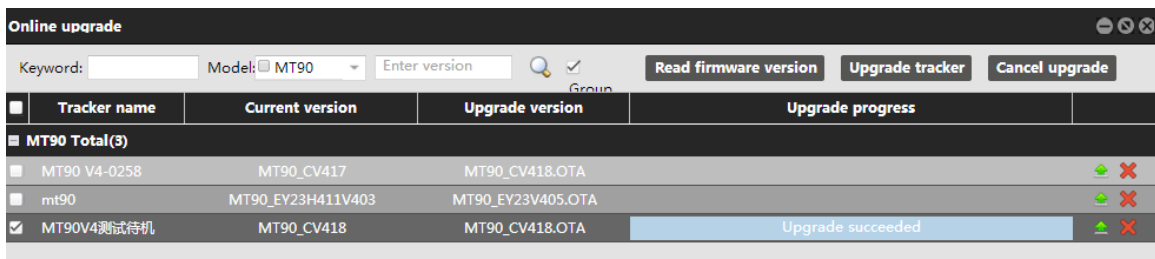 Online upgrade
Keyword: Model: MT90 Enter version Group Read firmware version Upgrade tracker Cancel upgrade
Tracker name Current version Upgrade version Upgrade progress
MT90 Total(3)
MT90 V4-0258 MT90_CV417 MT90_CV418.OTA
mt90 MT90_EY23H411V403 MT90_EY23V405.OTA
MT90V4测试待机 MT90_CV418 MT90_CV418.OTA Upgrade succeeded